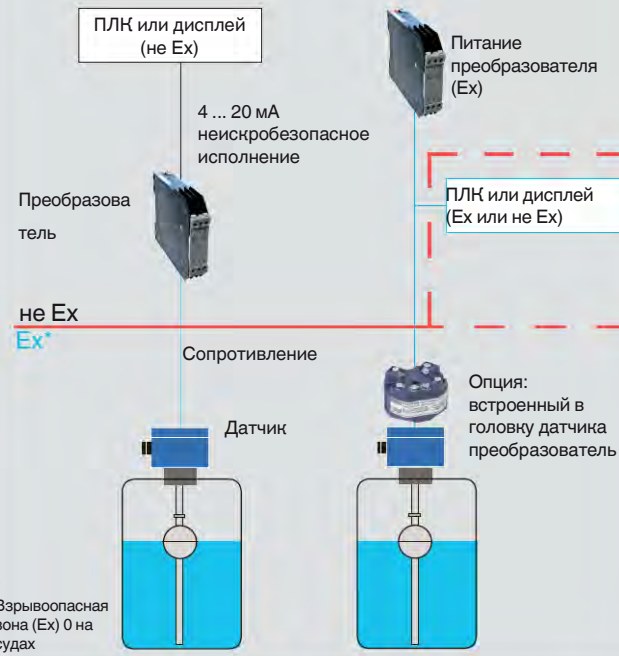 ПЛК или дисплей
(не Ex)
Питание
преобразователя
(Ex)
4 ... 20 мА
неискробезопасное
исполнение
Преобразова
тель
ПЛК или дисплей
(Ex или не Ex)
не Ex
Ex*
Сопротивление
Датчик
Опция:
встроенный в
головку датчика
преобразователь
Взрывоопасная
зона (Ex) 0 на
судах